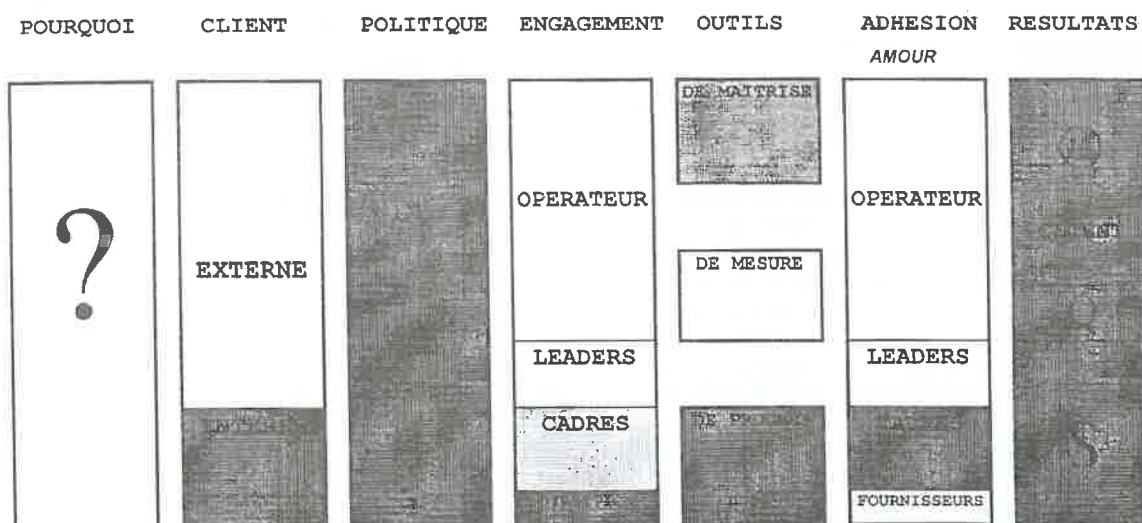 POURQUOI CLIENT POLITIQUE ENGAGEMENT OUTILS ADHESION RESULTATS
AMOUR
DE MAITRISE
?
OPERATEUR OPERATEUR
EXTERNE
DE MESURE
LEADERS LEADERS
CADRES
FOURNISSEURS